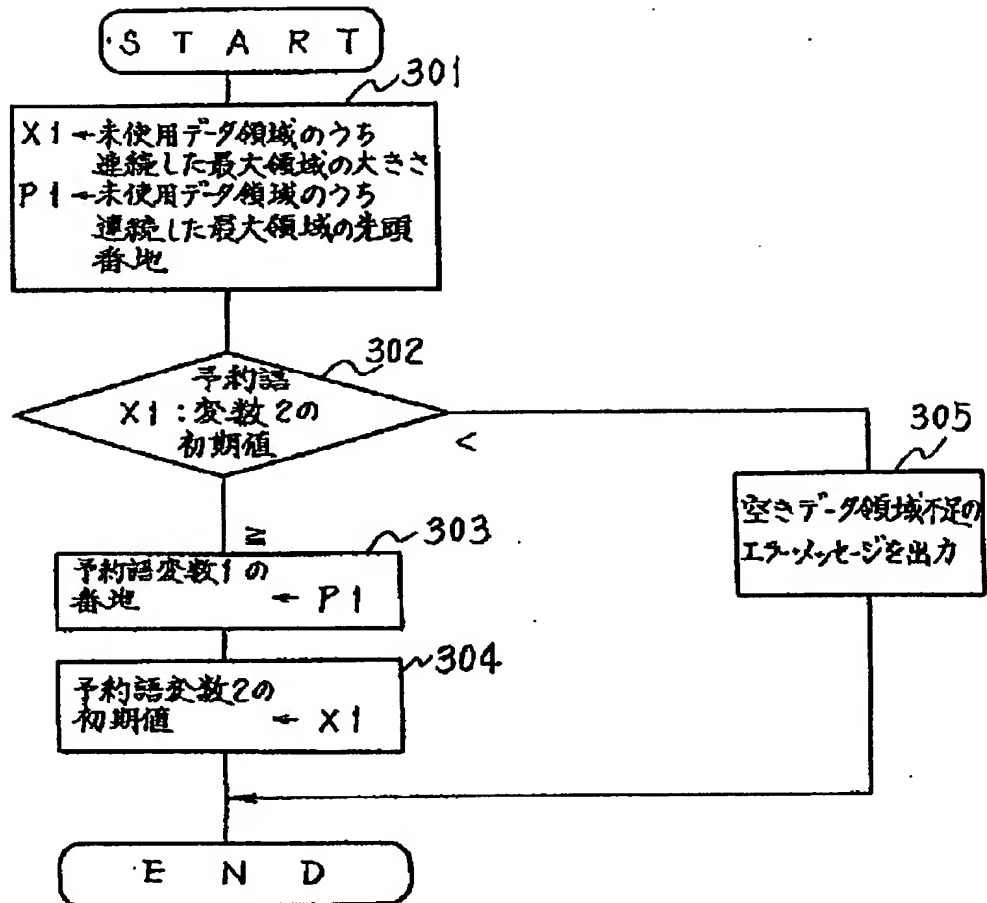 START
301
X1←未使用データ領域のうち
連続した最大領域の大きさ
P1←未使用データ領域のうち
連続した最大領域の先頭
番地
302
予約語
X1:変数2の
初期値
<
305
空きデータ領域不足の
エラーメッセージを出力
≧
303
予約語変数1の
番地 ← P1
304
予約語変数2の
初期値 ← X1
END